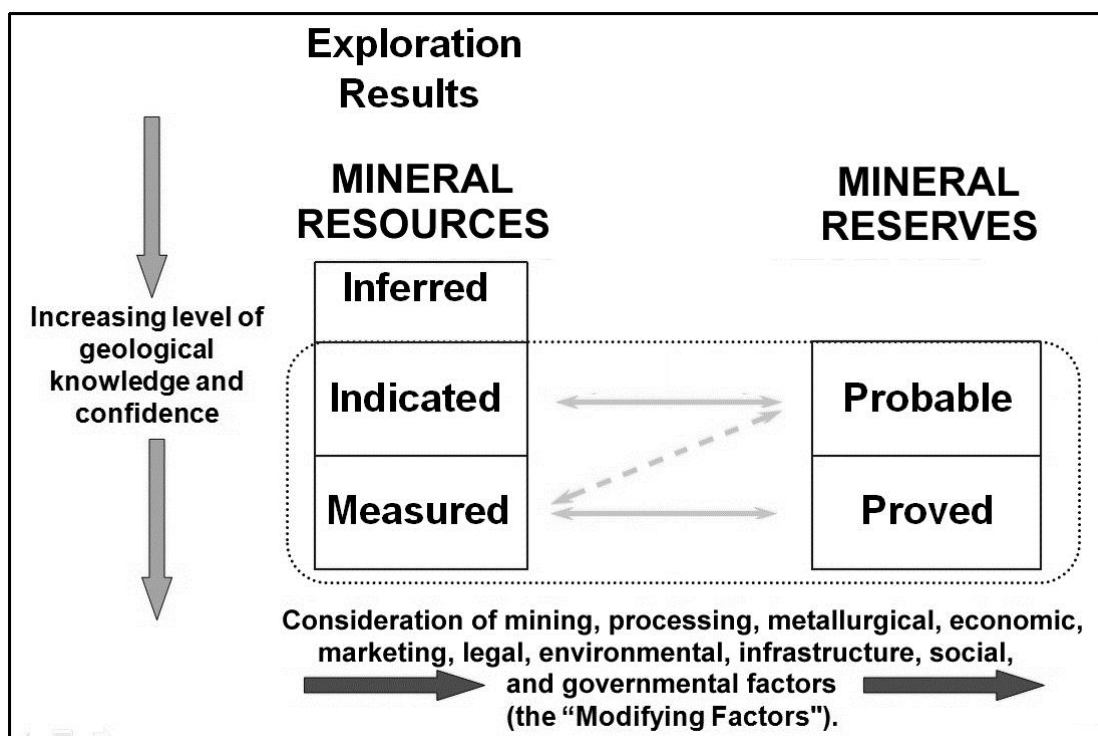 Exploration
Results
MINERAL
RESOURCES
MINERAL
RESERVES
Inferred
Increasing level of
geological
knowledge and
confidence
Indicated
Probable
Measured
Proved
Consideration of mining, processing, metallurgical, economic,
marketing, legal, environmental, infrastructure, social,
and governmental factors
(the “Modifying Factors").